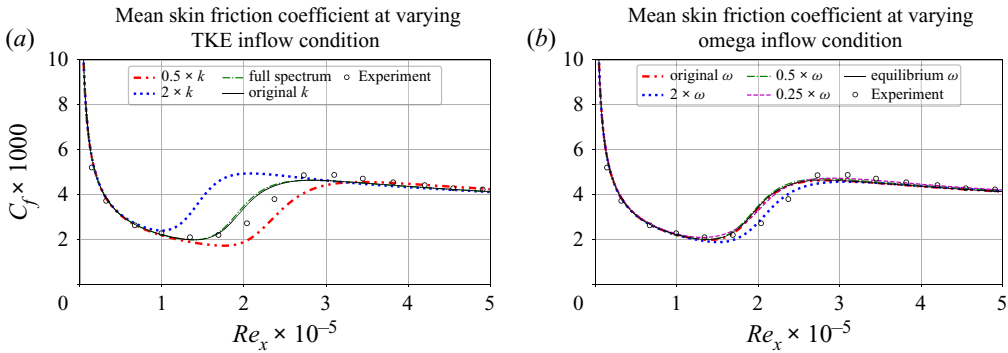 Mean skin friction coefficient at varying
TKE inflow condition
(a)
10
8
6
4
2
0
C_f × 1000
0.5 × k
2 × k
full spectrum
original k
Experiment
1
2
3
4
5
Re_x × 10^−5
Mean skin friction coefficient at varying
omega inflow condition
(b)
10
8
6
4
2
0
original ω
2 × ω
0.5 × ω
0.25 × ω
equilibrium ω
Experiment
1
2
3
4
5
Re_x × 10^−5